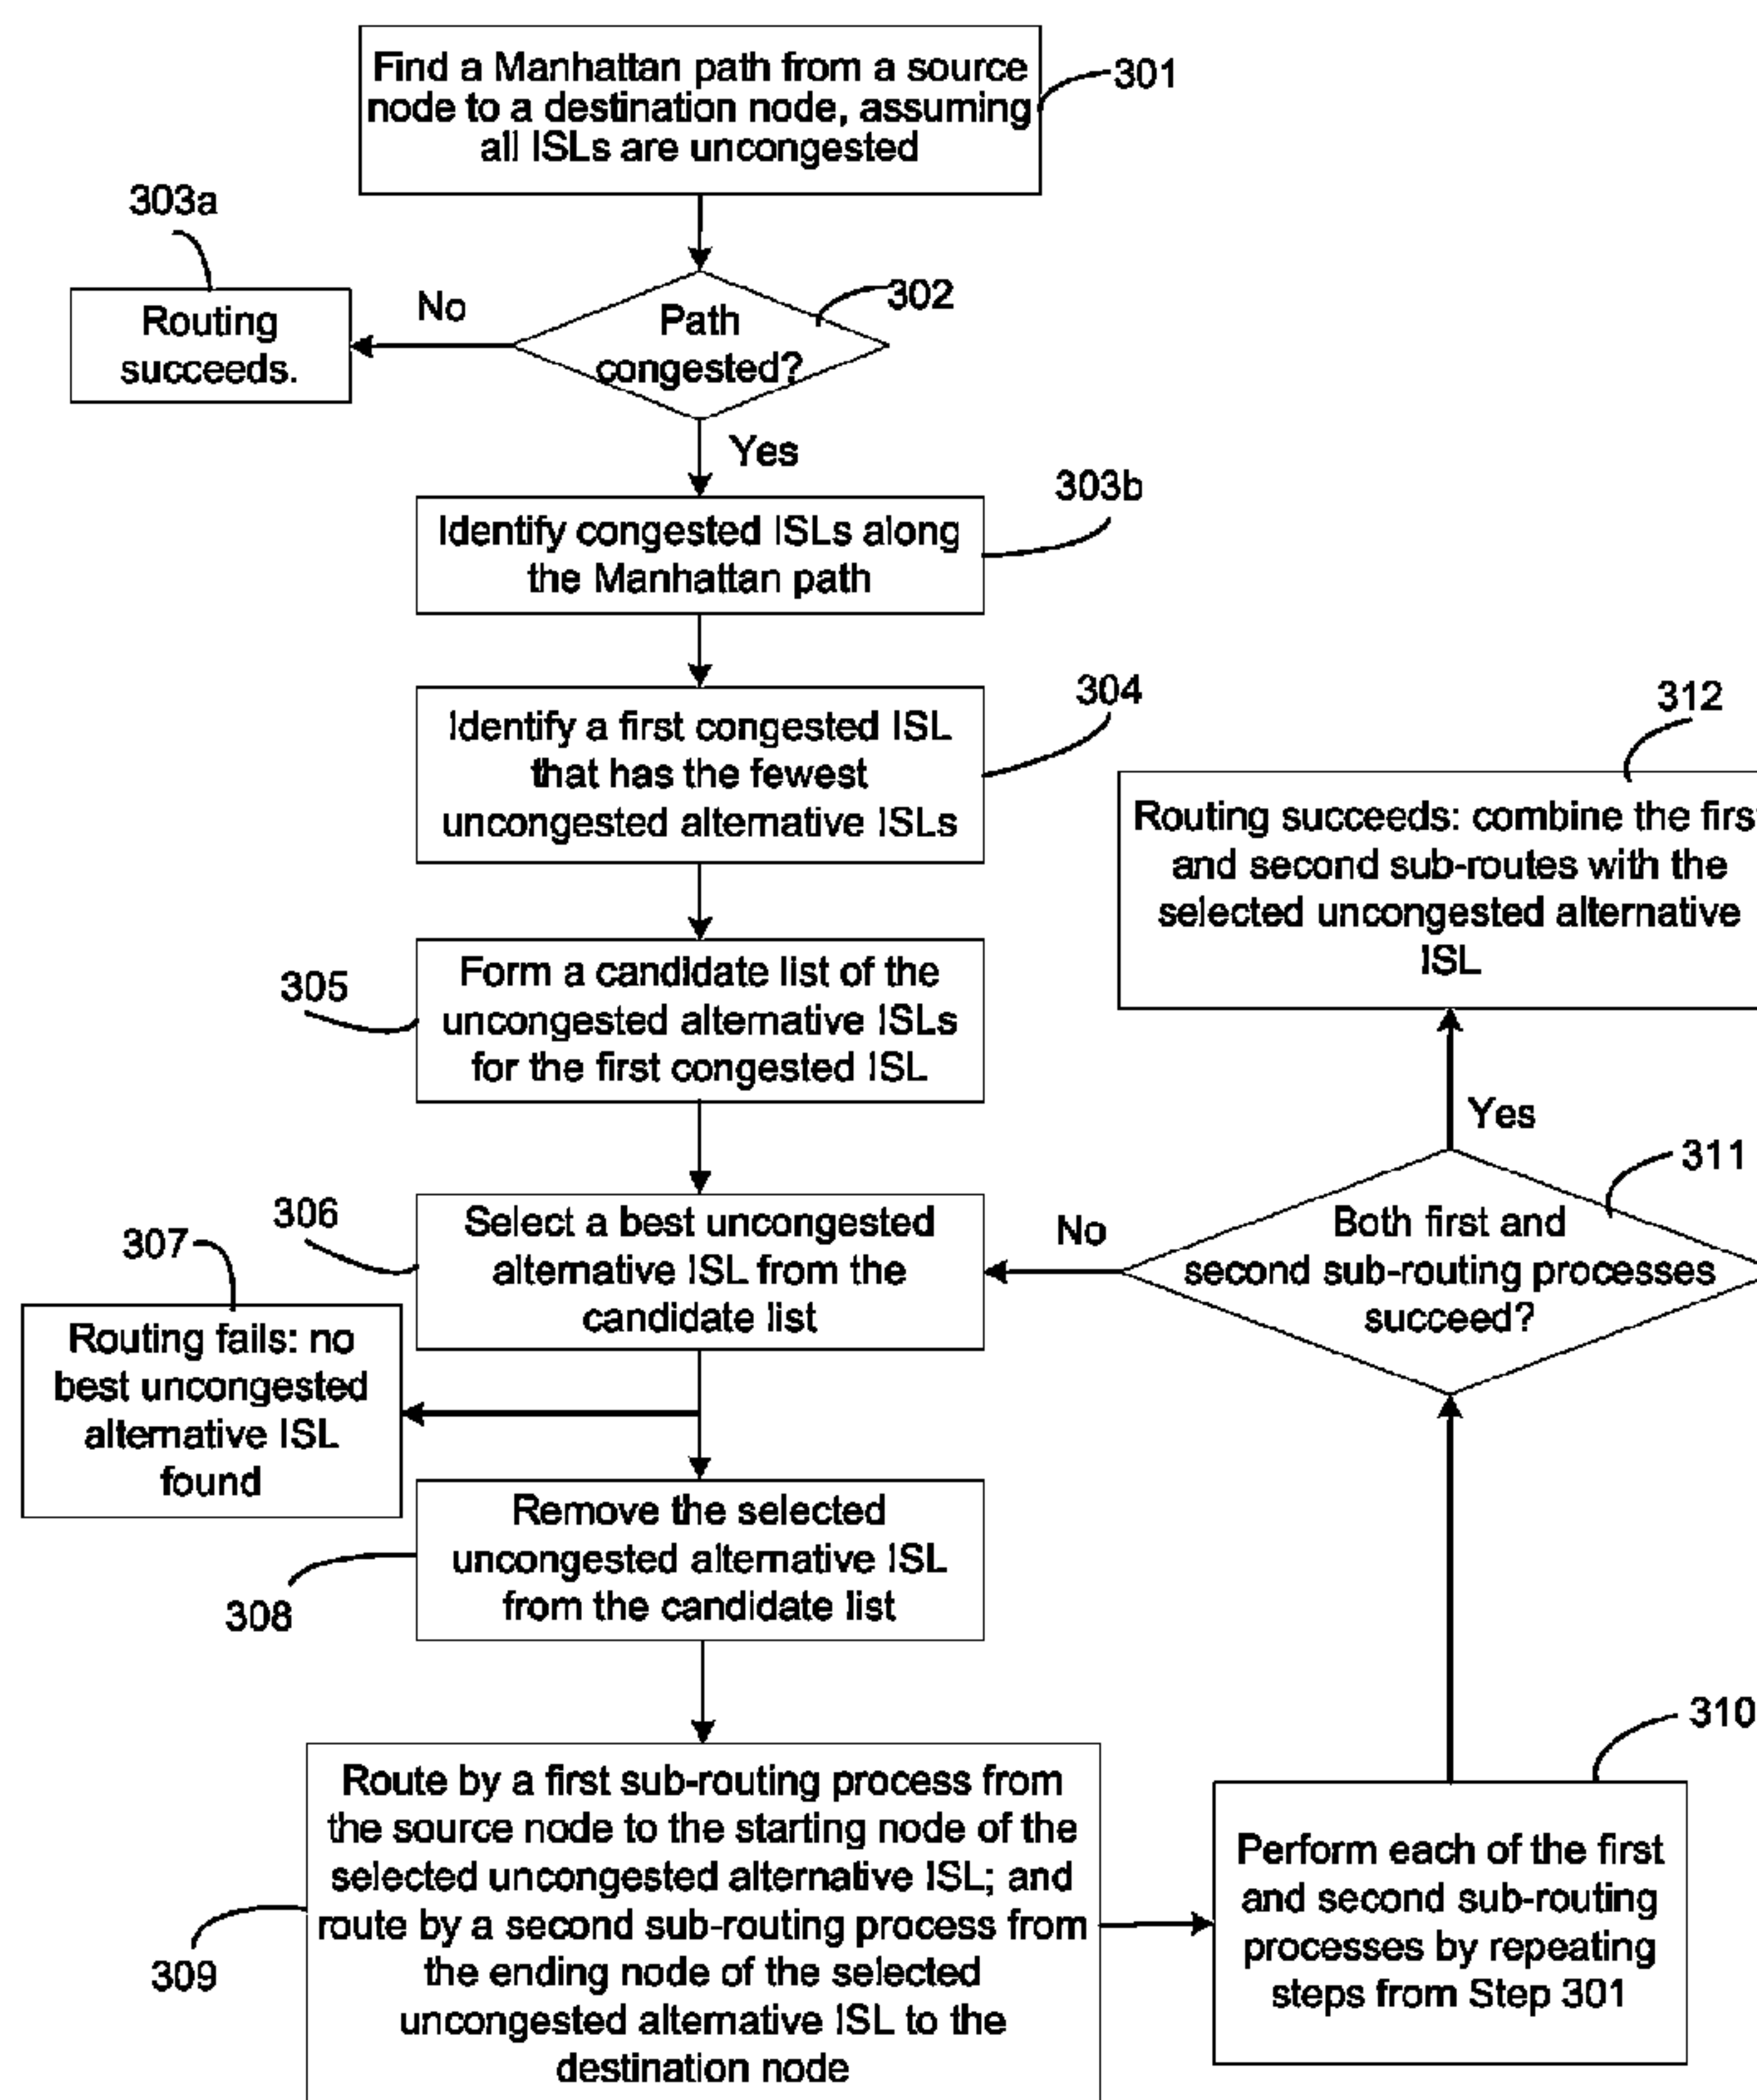 Find a Manhattan path from a source
node to a destination node, assuming
all ISLs are uncongested
301
303a
Routing
succeeds.
No
Path
congested?
302
Yes
Identify congested ISLs along
the Manhattan path
303b
Identify a first congested ISL
that has the fewest
uncongested alternative ISLs
304
Form a candidate list of the
uncongested alternative ISLs
for the first congested ISL
305
Select a best uncongested
alternative ISL from the
candidate list
306
307
Routing fails: no
best uncongested
alternative ISL
found
Remove the selected
uncongested alternative ISL
from the candidate list
308
Route by a first sub-routing process from
the source node to the starting node of the
selected uncongested alternative ISL; and
route by a second sub-routing process from
the ending node of the selected
uncongested alternative ISL to the
destination node
309
Perform each of the first
and second sub-routing
processes by repeating
steps from Step 301
310
Both first and
second sub-routing processes
succeed?
311
No
Yes
Routing succeeds: combine the first
and second sub-routes with the
selected uncongested alternative
ISL
312